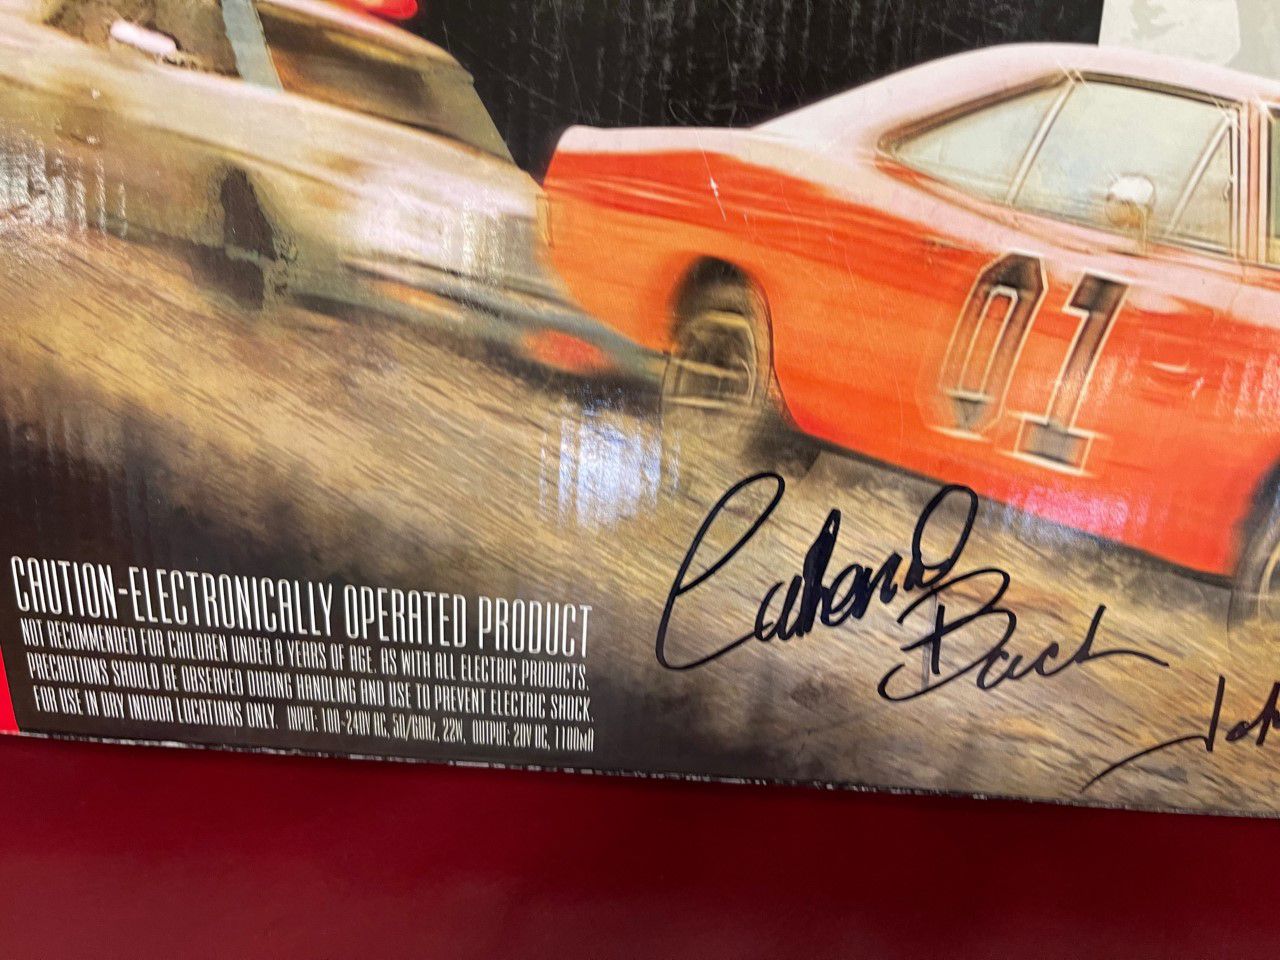 01
Catherine Bach
Joh
CAUTION-ELECTRONICALLY OPERATED PRODUCT
NOT RECOMMENDED FOR CHILDREN UNDER 8 YEARS OF AGE. AS WITH ALL ELECTRIC PRODUCTS,
PRECAUTIONS SHOULD BE OBSERVED DURING HANDLING AND USE TO PREVENT ELECTRIC SHOCK.
FOR USE IN DRY INDOOR LOCATIONS ONLY. INPUT: 100-240V AC, 50/60Hz, 22W, OUTPUT: 20V DC, 1100mA